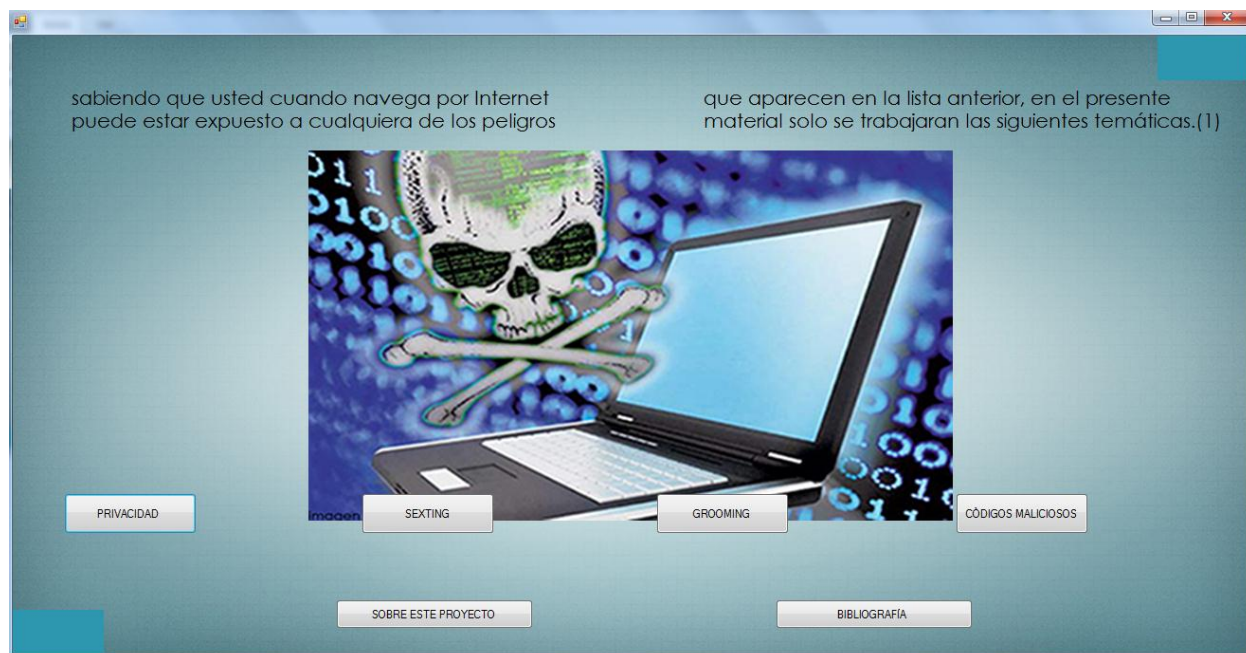 sabiendo que usted cuando navega por Internet
puede estar expuesto a cualquiera de los peligros
que aparecen en la lista anterior, en el presente
material solo se trabajaran las siguientes temáticas.(1)
imagen
PRIVACIDAD
SEXTING
GROOMING
CÒDIGOS MALICIOSOS
SOBRE ESTE PROYECTO
BIBLIOGRAFÍA